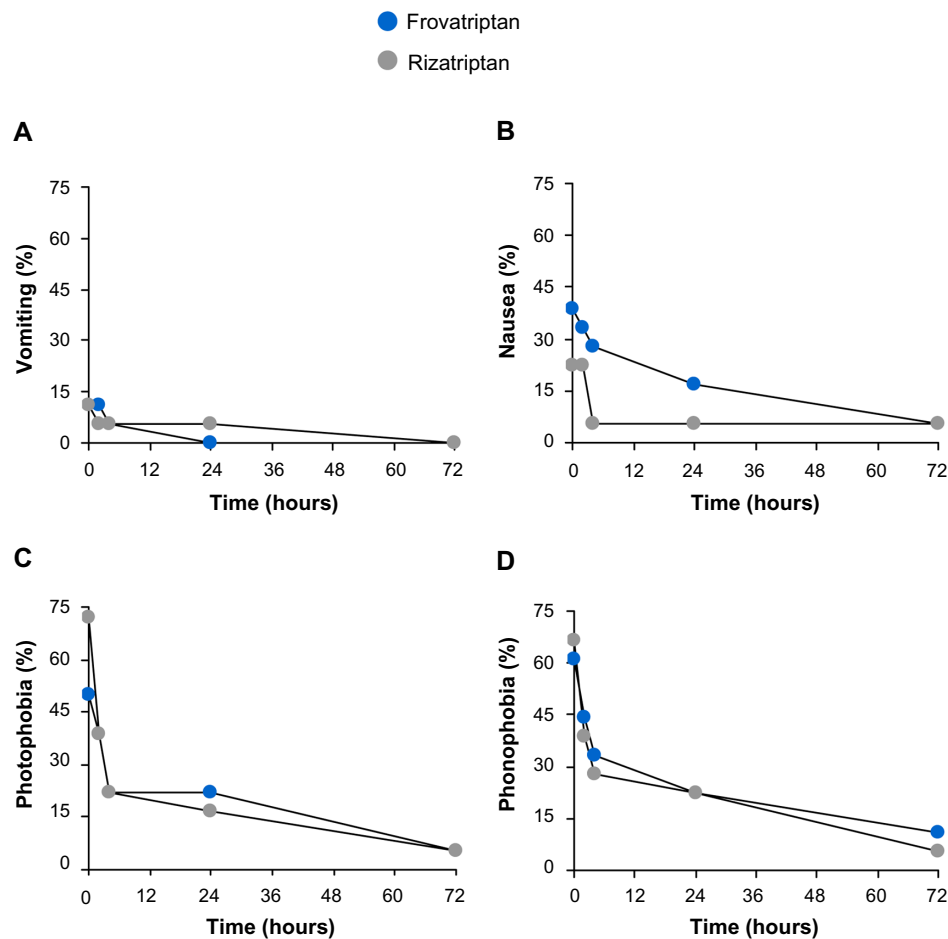 Frovatriptan
Rizatriptan
A
B
75
60
45
30
15
0
Vomiting (%)
0 12 24 36 48 60 72
Time (hours)
75
60
45
30
15
0
Nausea (%)
0 12 24 36 48 60 72
Time (hours)
C
D
75
60
45
30
15
0
Photophobia (%)
0 12 24 36 48 60 72
Time (hours)
75
60
45
30
15
0
Phonophobia (%)
0 12 24 36 48 60 72
Time (hours)